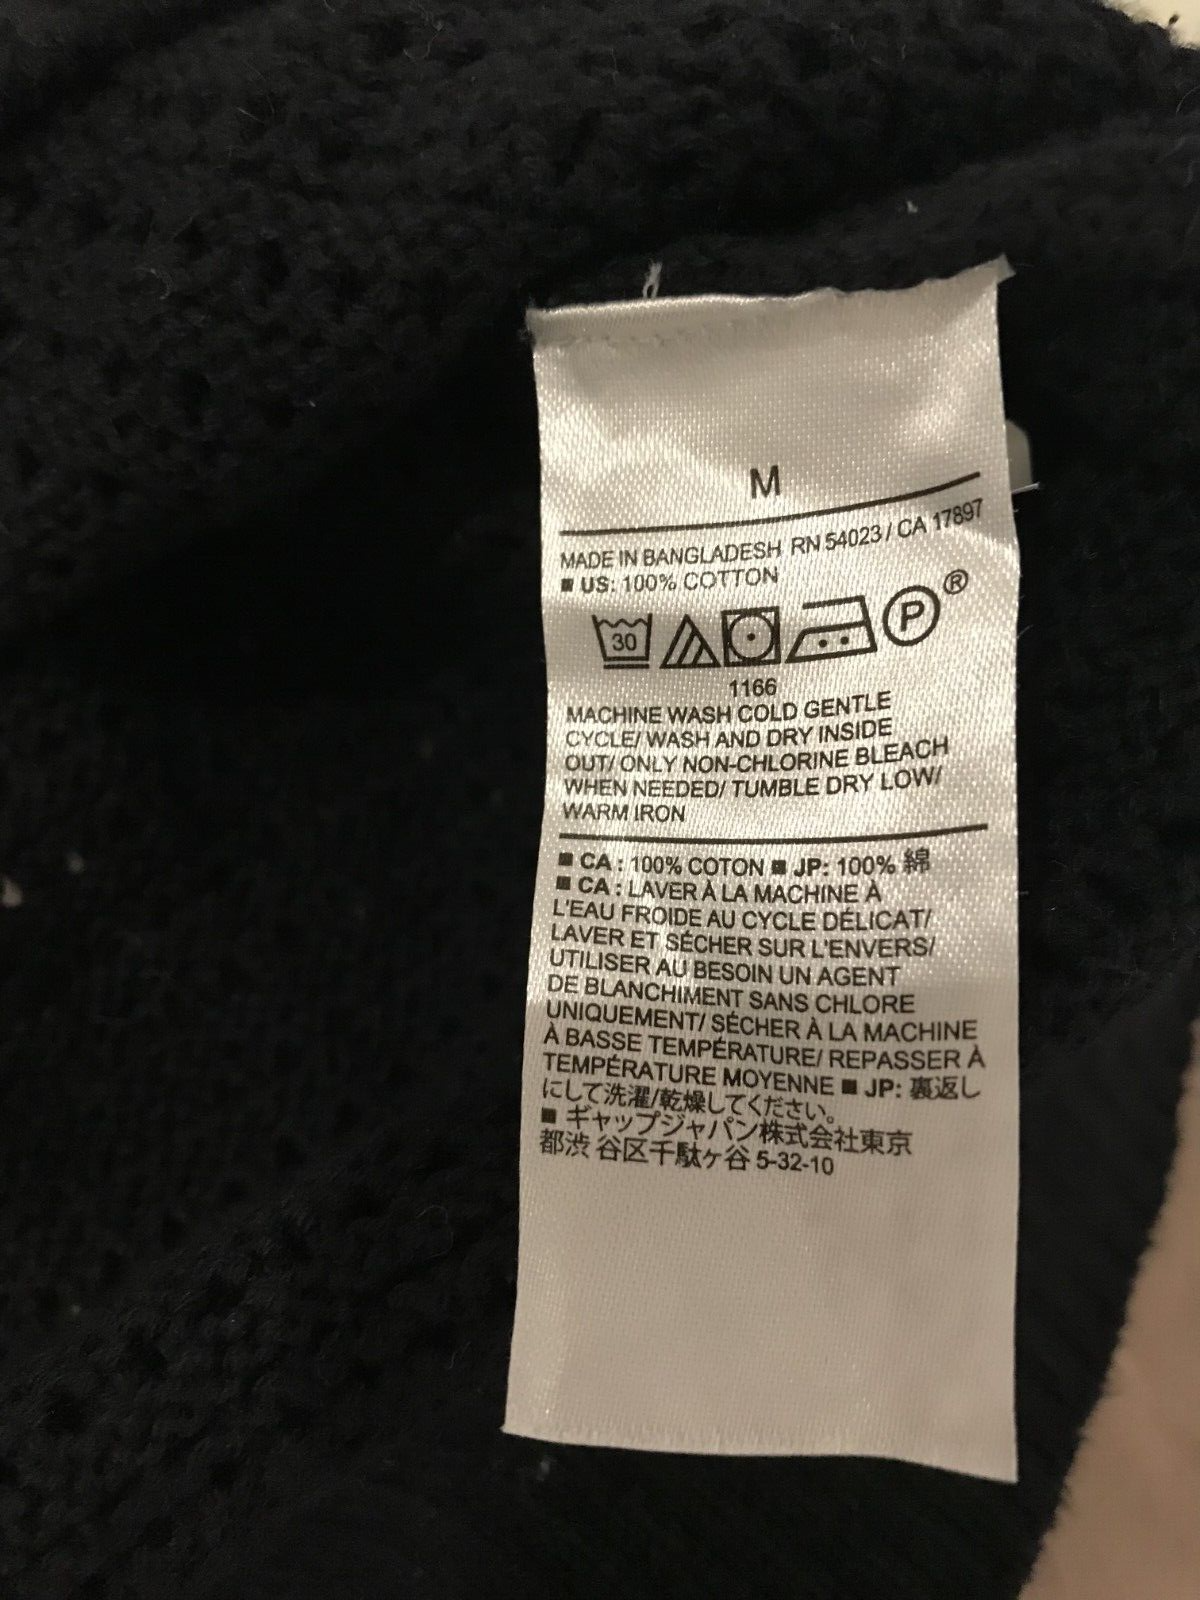 M
MADE IN BANGLADESH RN 54023 / CA 17897
■ US: 100% COTTON
30 P ®
1166
MACHINE WASH COLD GENTLE
CYCLE/ WASH AND DRY INSIDE
OUT/ ONLY NON-CHLORINE BLEACH
WHEN NEEDED/ TUMBLE DRY LOW/
WARM IRON
■ CA : 100% COTON ■ JP: 100% 綿
■ CA : LAVER À LA MACHINE À
L'EAU FROIDE AU CYCLE DÉLICAT/
LAVER ET SÉCHER SUR L'ENVERS/
UTILISER AU BESOIN UN AGENT
DE BLANCHIMENT SANS CHLORE
UNIQUEMENT/ SÉCHER À LA MACHINE
À BASSE TEMPÉRATURE/ REPASSER À
TEMPÉRATURE MOYENNE ■ JP: 裏返し
にして洗濯/乾燥してください。
■ ギャップジャパン株式会社東京
都渋 谷区千駄ヶ谷 5-32-10